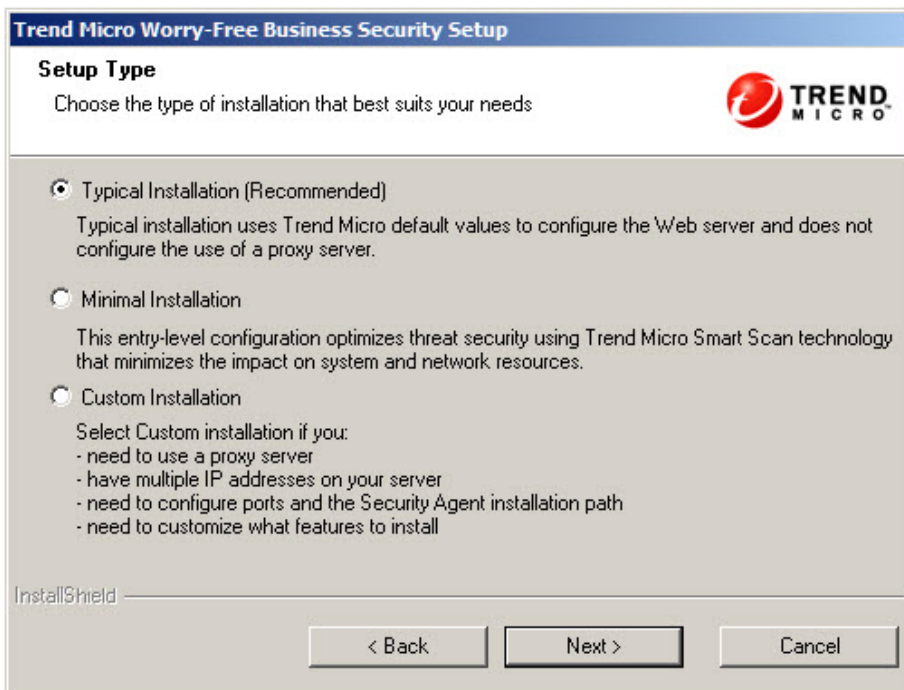 Trend Micro Worry-Free Business Security Setup
Setup Type
Choose the type of installation that best suits your needs
TREND
MICRO
Typical Installation (Recommended)
Typical installation uses Trend Micro default values to configure the Web server and does not
configure the use of a proxy server.
Minimal Installation
This entry-level configuration optimizes threat security using Trend Micro Smart Scan technology
that minimizes the impact on system and network resources.
Custom Installation
Select Custom installation if you:
- need to use a proxy server
- have multiple IP addresses on your server
- need to configure ports and the Security Agent installation path
- need to customize what features to install
InstallShield
< Back
Next >
Cancel